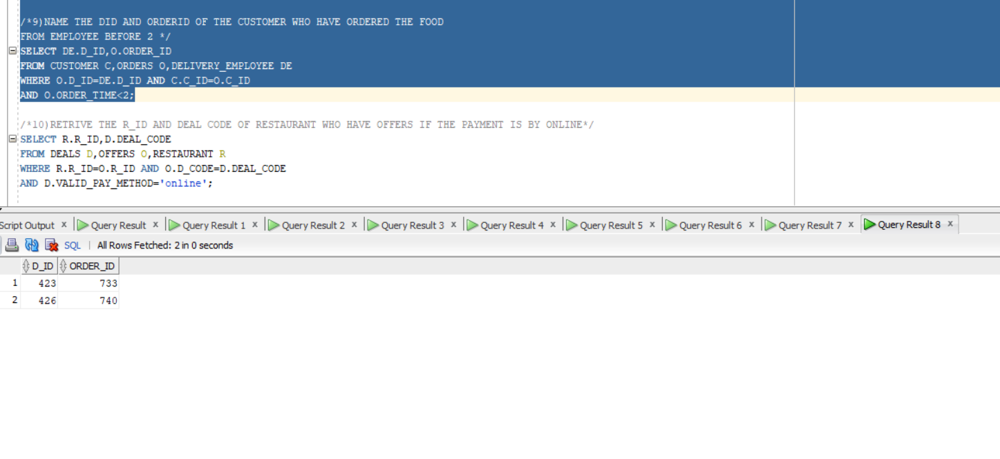 /*9)NAME THE DID AND ORDERID OF THE CUSTOMER WHO HAVE ORDERED THE FOOD
FROM EMPLOYEE BEFORE 2 */
SELECT DE.D_ID,O.ORDER_ID
FROM CUSTOMER C,ORDERS O,DELIVERY_EMPLOYEE DE
WHERE O.D_ID=DE.D_ID AND C.C_ID=O.C_ID
AND O.ORDER_TIME<2;
/*10)RETRIVE THE R_ID AND DEAL CODE OF RESTAURANT WHO HAVE OFFERS IF THE PAYMENT IS BY ONLINE*/
SELECT R.R_ID,D.DEAL_CODE
FROM DEALS D,OFFERS O,RESTAURANT R
WHERE R.R_ID=O.R_ID AND O.D_CODE=D.DEAL_CODE
AND D.VALID_PAY_METHOD='online';
Script Output x Query Result x Query Result 1 x Query Result 2 x Query Result 3 x Query Result 4 x Query Result 5 x Query Result 6 x Query Result 7 x Query Result 8 x
SQL | All Rows Fetched: 2 in 0 seconds
D_ID ORDER_ID
1 423 733
2 426 740